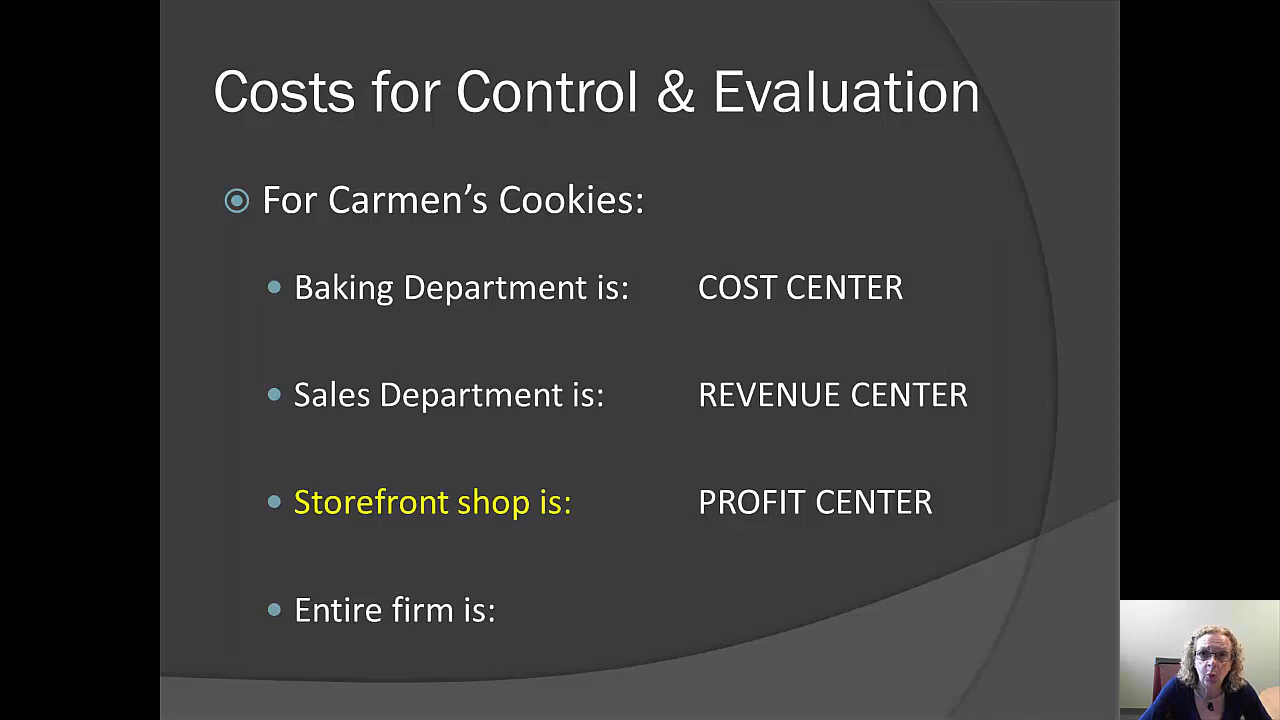 Costs for Control & Evaluation
For Carmen’s Cookies:
Baking Department is: COST CENTER
Sales Department is: REVENUE CENTER
Storefront shop is: PROFIT CENTER
Entire firm is: